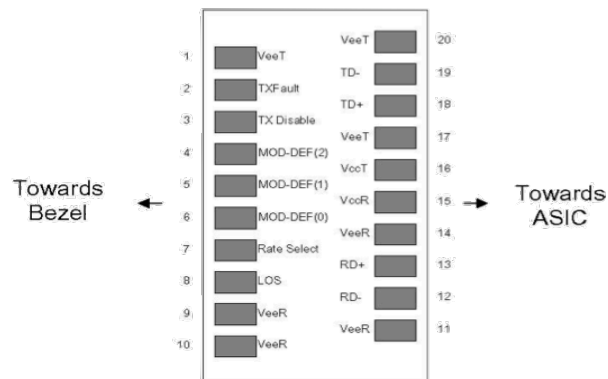 VeeT 20
1 VeeT
TD- 19
2 TXFault
TD+ 18
3 TX Disable
VeeT 17
4 MOD-DEF(2)
VccT 16
5 MOD-DEF(1)
Towards
Bezel
VccR 15
Towards
ASIC
6 MOD-DEF(0)
VeeR 14
7 Rate Select
RD+ 13
8 LOS
RD- 12
9 VeeR
VeeR 11
10 VeeR